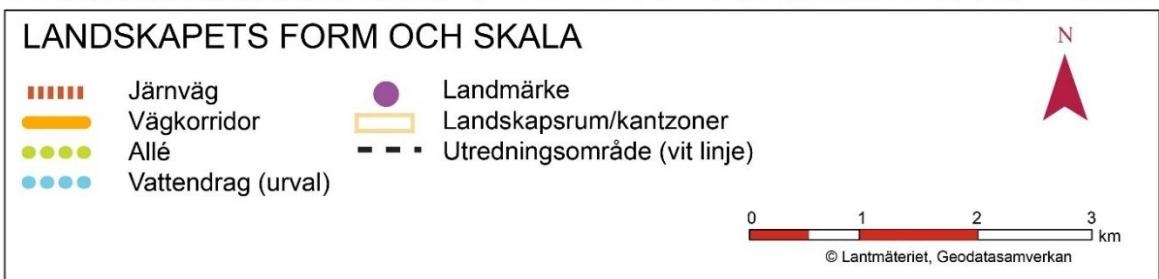 LANDSKAPETS FORM OCH SKALA
N
Järnväg
Landmärke
Vägkorridor
Landskapsrum/kantzoner
Allé
Utredningsområde (vit linje)
Vattendrag (urval)
0 1 2 3
km
© Lantmäteriet, Geodatasamverkan